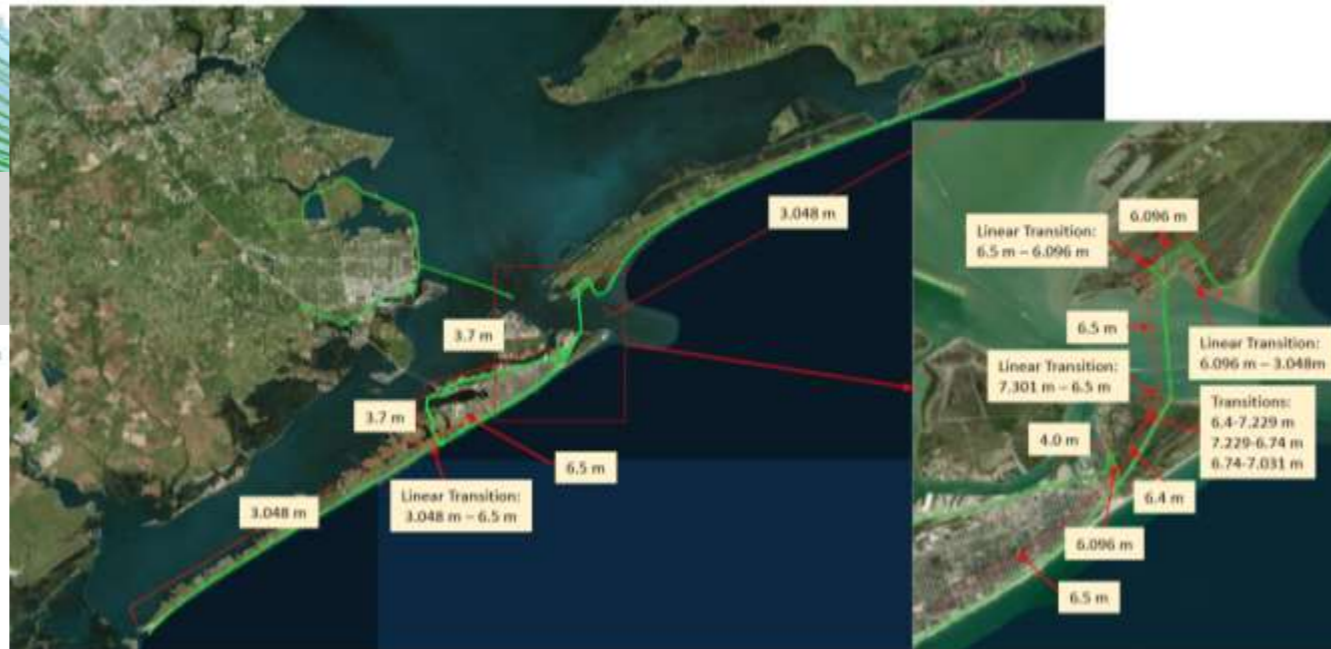 3.048 m
3.7 m
3.7 m
6.5 m
Linear Transition:
3.048 m – 6.5 m
3.048 m
6.096 m
Linear Transition:
6.5 m – 6.096 m
6.5 m
Linear Transition:
6.096 m – 3.048m
Linear Transition:
7.301 m – 6.5 m
Transitions:
6.4-7.229 m
7.229-6.74 m
6.74-7.031 m
4.0 m
6.4 m
6.096 m
6.5 m